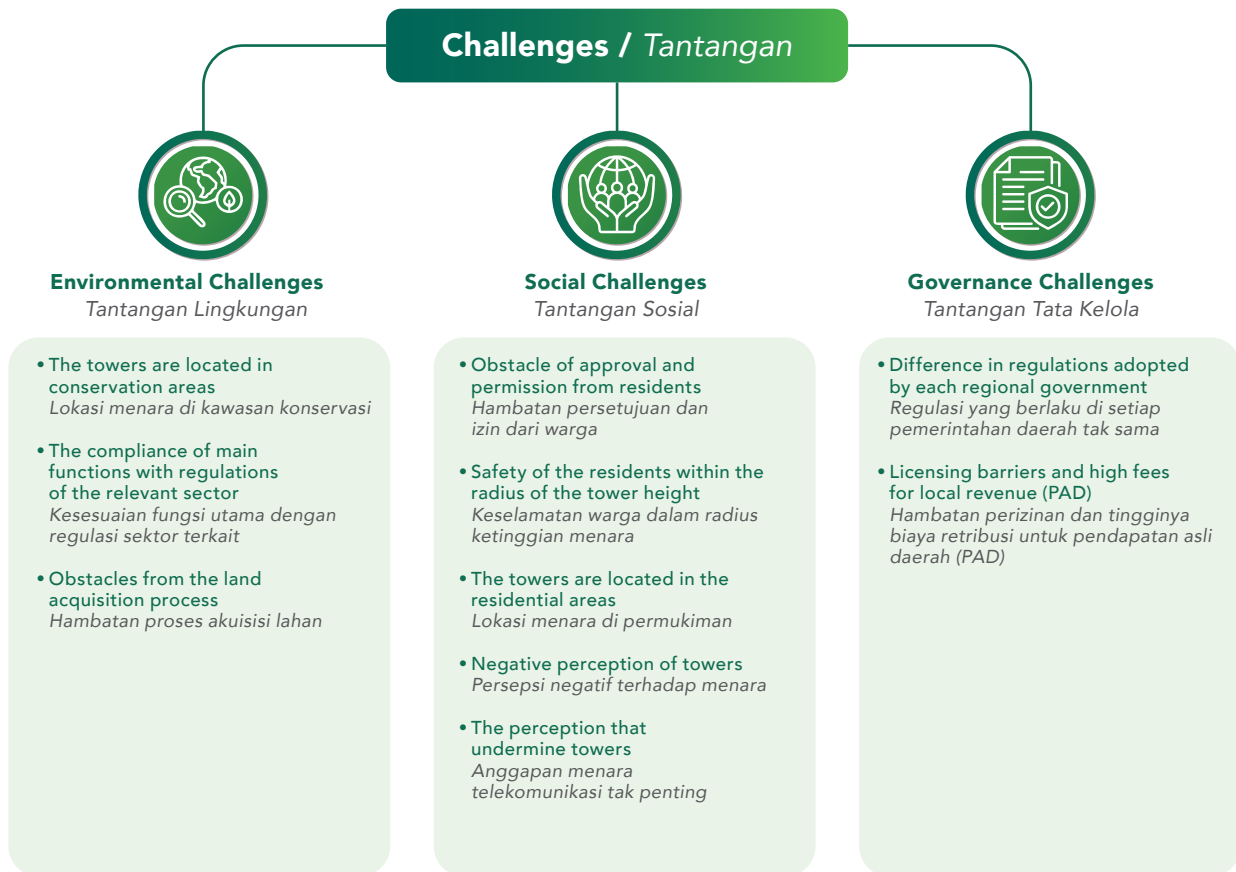 Challenges / Tantangan
Environmental Challenges
Tantangan Lingkungan
• The towers are located in
conservation areas
Lokasi menara di kawasan konservasi
• The compliance of main
functions with regulations
of the relevant sector
Kesesuaian fungsi utama dengan
regulasi sektor terkait
• Obstacles from the land
acquisition process
Hambatan proses akuisisi lahan
Social Challenges
Tantangan Sosial
• Obstacle of approval and
permission from residents
Hambatan persetujuan dan
izin dari warga
• Safety of the residents within the
radius of the tower height
Keselamatan warga dalam radius
ketinggian menara
• The towers are located in the
residential areas
Lokasi menara di permukiman
• Negative perception of towers
Persepsi negatif terhadap menara
• The perception that
undermine towers
Anggapan menara
telekomunikasi tak penting
Governance Challenges
Tantangan Tata Kelola
• Difference in regulations adopted
by each regional government
Regulasi yang berlaku di setiap
pemerintahan daerah tak sama
• Licensing barriers and high fees
for local revenue (PAD)
Hambatan perizinan dan tingginya
biaya retribusi untuk pendapatan asli
daerah (PAD)